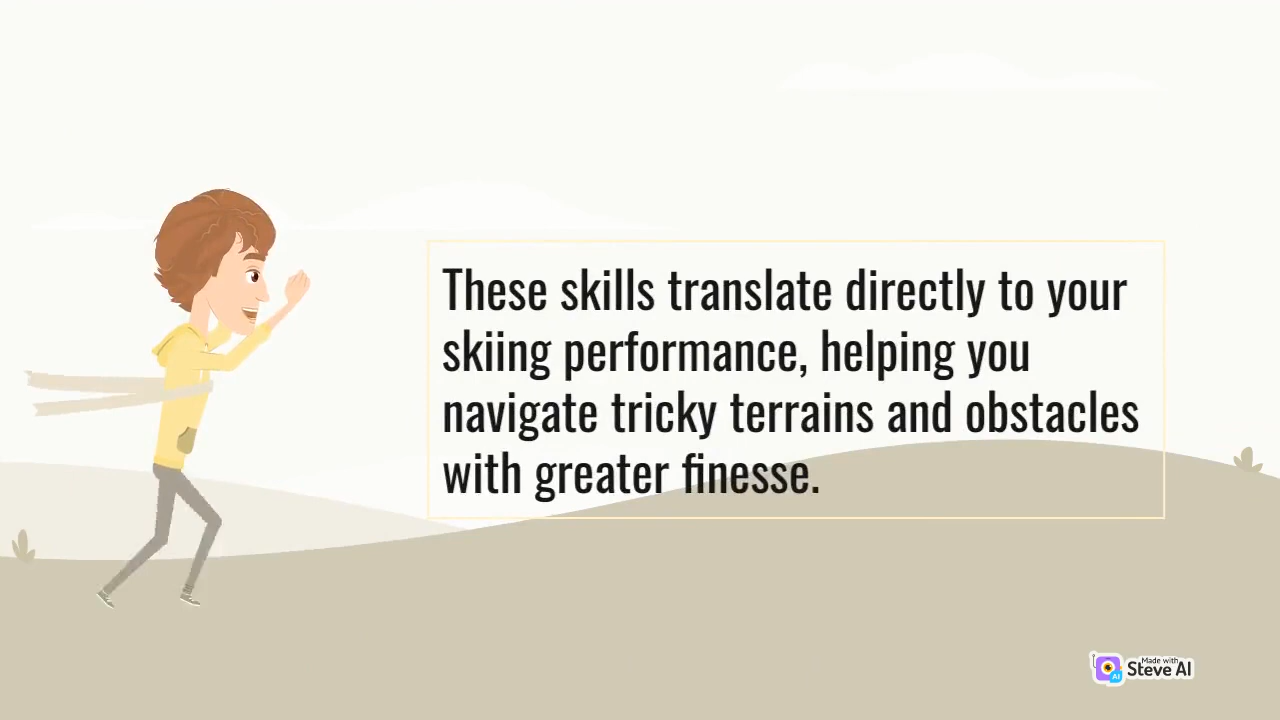 These skills translate directly to your
skiing performance, helping you
navigate tricky terrains and obstacles
with greater finesse.
Made with
Steve AI
AI